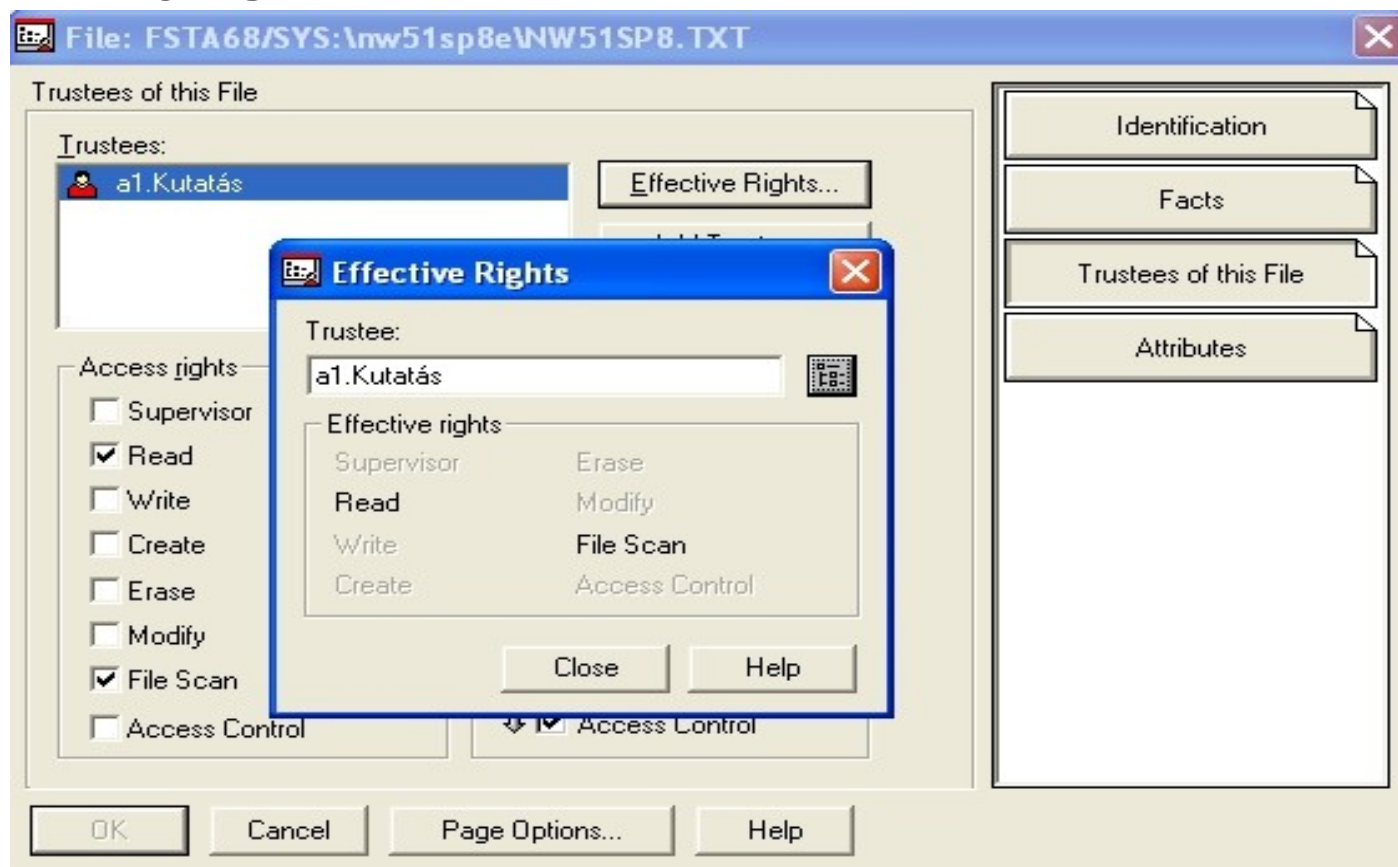 File: FSTA68/SYS:\nw51sp8e\NW51SP8.TXT
Trustees of this File
Trustees:
a1.Kutatás
Effective Rights...
Access rights
Supervisor
Read
Write
Create
Erase
Modify
File Scan
Access Control
Effective Rights
Trustee:
a1.Kutatás
Effective rights
Supervisor Erase
Read Modify
Write File Scan
Create Access Control
Close Help
Access Control
Identification
Facts
Trustees of this File
Attributes
OK Cancel Page Options... Help